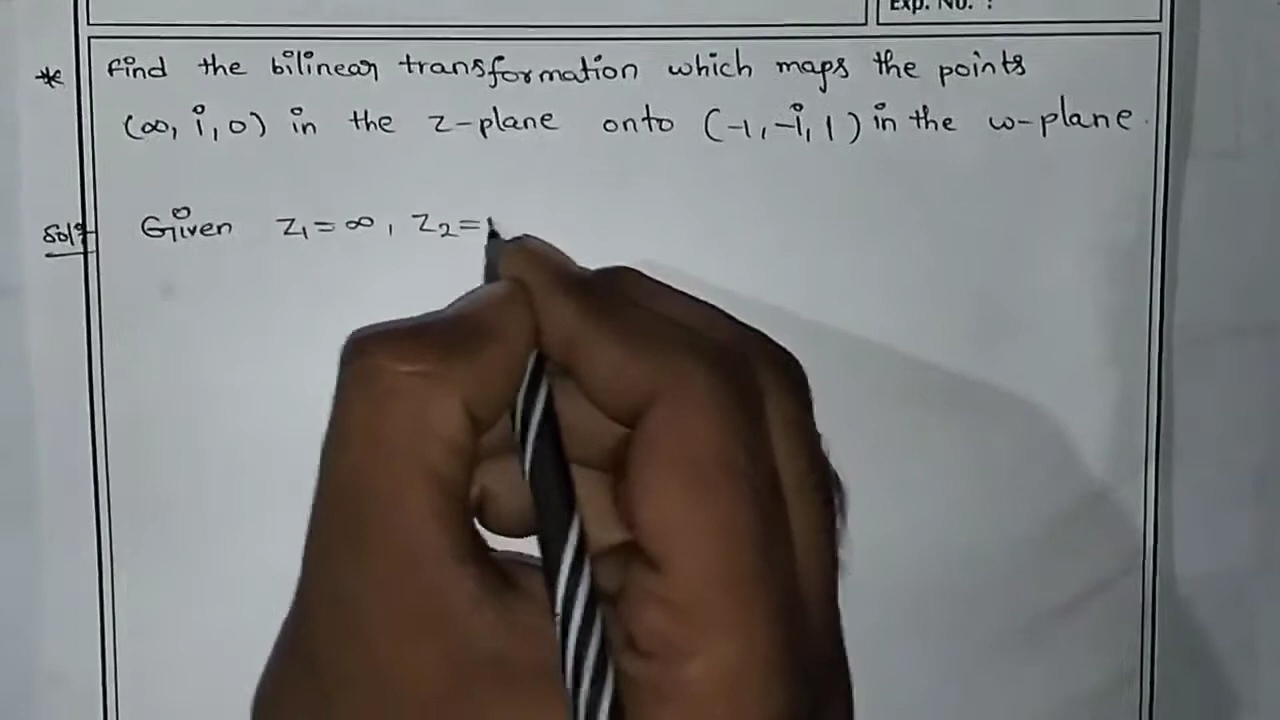 Exp. No. :
* Find the bilinear transformation which maps the points
(∞, i, 0) in the z-plane onto (-1, -i, 1) in the w-plane.
Solⁿ Given z₁ = ∞, z₂ =